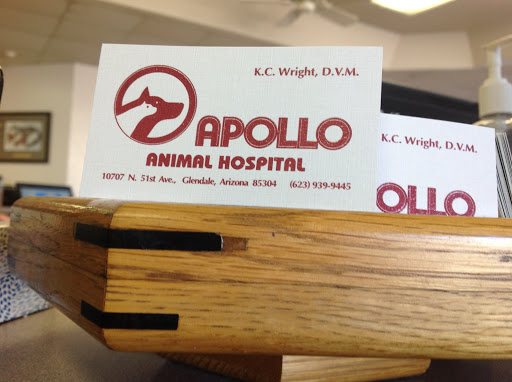 K.C. Wright, D.V.M.
APOLLO
ANIMAL HOSPITAL
10707 N. 51st Ave., Glendale, Arizona 85304 (623) 939-9445
K.C. Wright, D.V.M.
OLLO